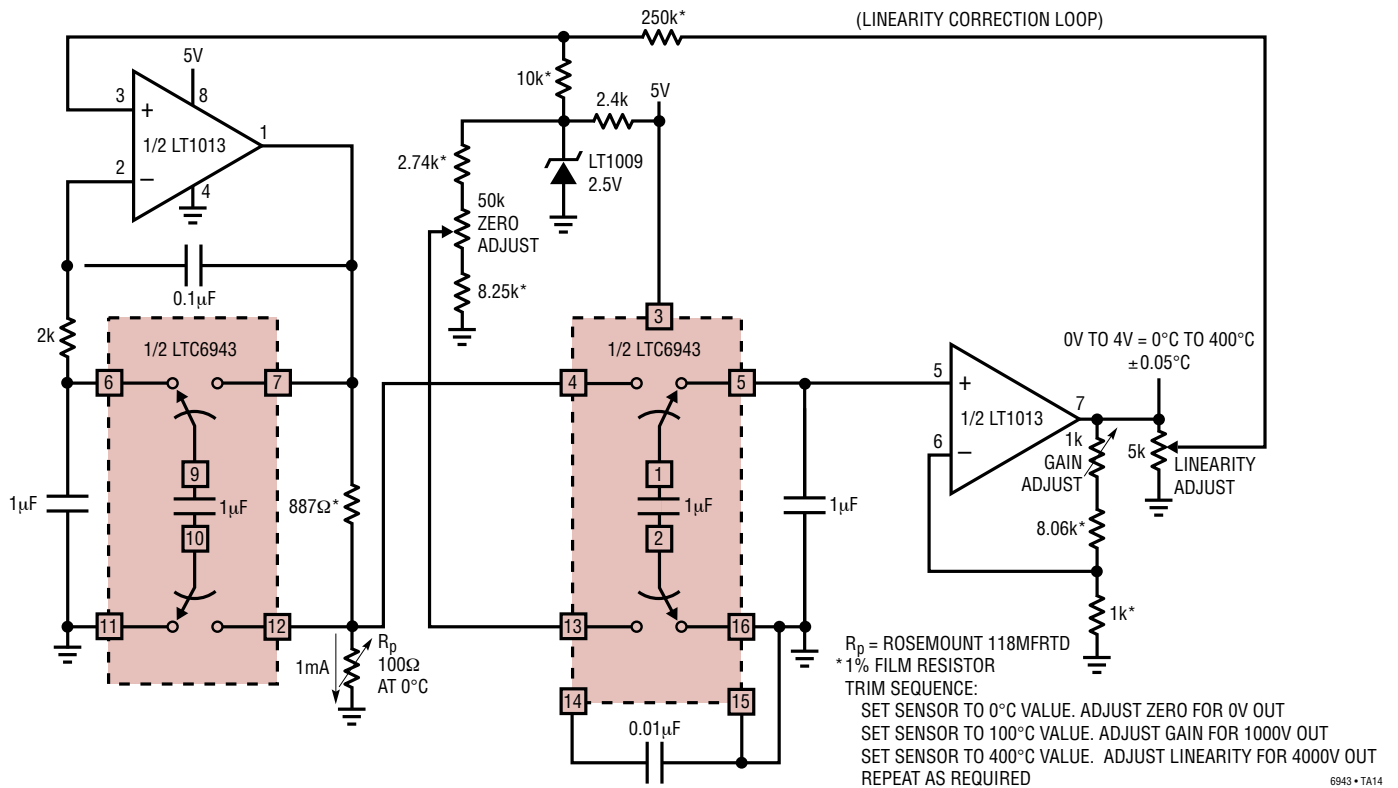 250k*
(LINEARITY CORRECTION LOOP)
5V
10k*
5V
3
+
8
2.4k
1/2 LT1013
1
2
–
4
2.74k*
LT1009
2.5V
50k
ZERO
ADJUST
0.1µF
8.25k*
2k
3
1/2 LTC6943
1/2 LTC6943
0V TO 4V = 0°C TO 400°C
±0.05°C
6
7
4
5
5
+
7
1/2 LT1013
6
–
1k
GAIN
ADJUST
5k
LINEARITY
ADJUST
9
1µF
10
1µF
887Ω*
1
1µF
2
1µF
8.06k*
11
12
13
16
1k*
1mA
Rp
100Ω
AT 0°C
14
15
0.01µF
Rp = ROSEMOUNT 118MFRTD
*1% FILM RESISTOR
TRIM SEQUENCE:
SET SENSOR TO 0°C VALUE. ADJUST ZERO FOR 0V OUT
SET SENSOR TO 100°C VALUE. ADJUST GAIN FOR 1000V OUT
SET SENSOR TO 400°C VALUE. ADJUST LINEARITY FOR 4000V OUT
REPEAT AS REQUIRED
6943 • TA14